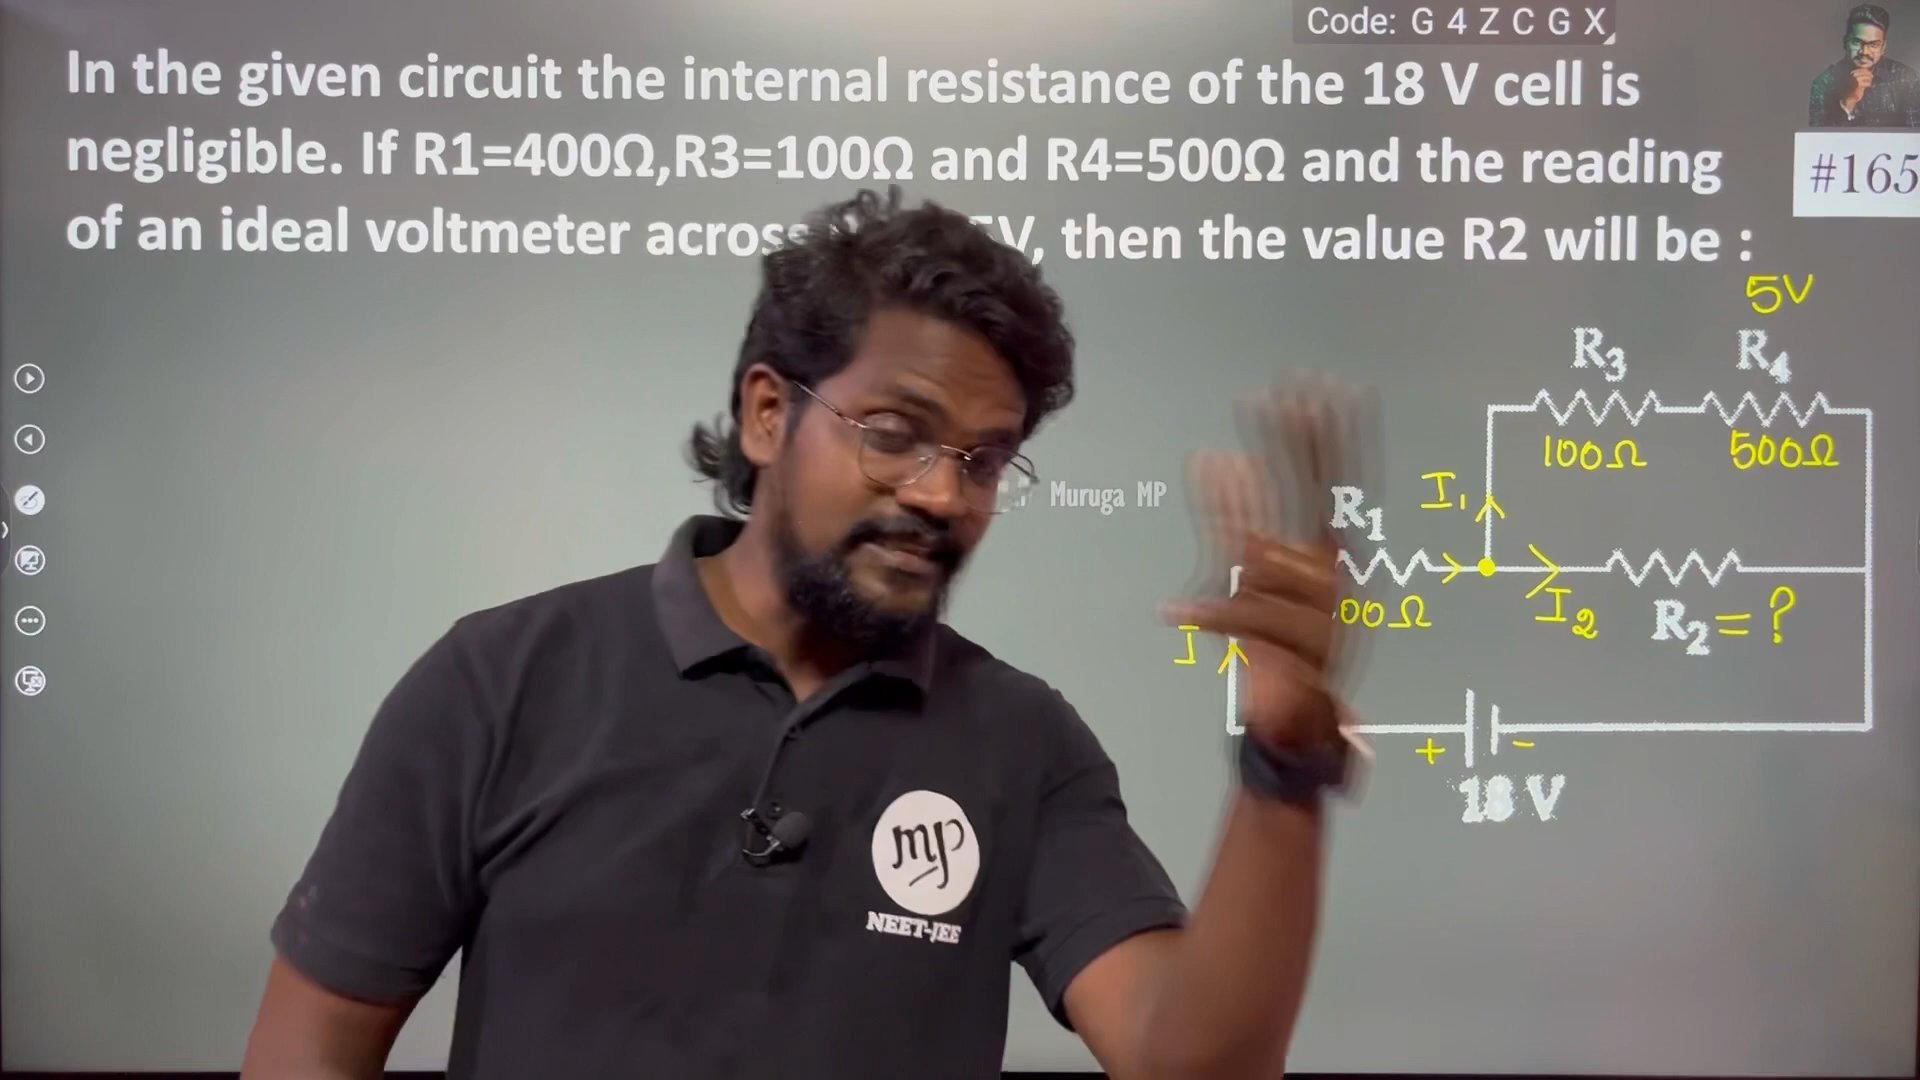 Code: G 4 Z C G X
In the given circuit the internal resistance of the 18 V cell is
negligible. If R1=400Ω,R3=100Ω and R4=500Ω and the reading
#165
of an ideal voltmeter 5V, then the value R2 will be :
5V
R3 R4
100Ω 500Ω
Muruga MP
R1 I1
00Ω I2 R2 = ?
I
+ -
18 V
mp
NEET-JEE